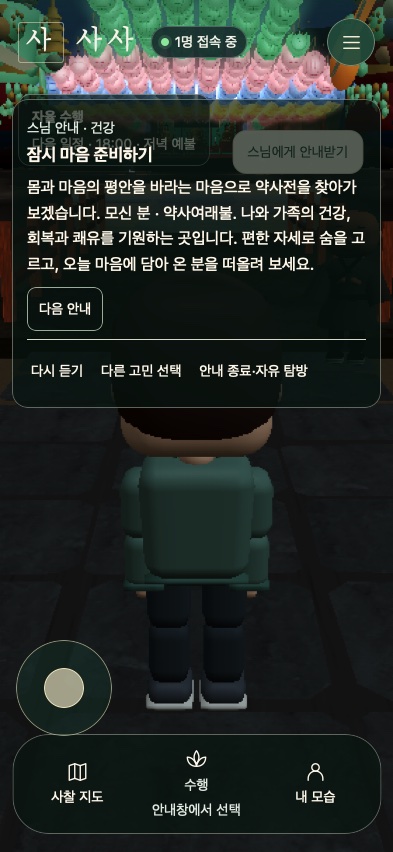 사 사사
1명 접속 중
자율 수행
다음 일정 · 18:00 · 저녁 예불
스님에게 안내받기
스님 안내 · 건강
잠시 마음 준비하기
몸과 마음의 평안을 바라는 마음으로 약사전을 찾아가
보겠습니다. 모신 분 · 약사여래불. 나와 가족의 건강,
회복과 쾌유를 기원하는 곳입니다. 편한 자세로 숨을 고
르고, 오늘 마음에 담아 온 분을 떠올려 보세요.
다음 안내
다시 듣기
다른 고민 선택
안내 종료·자유 탐방
사찰 지도
수행
안내창에서 선택
내 모습